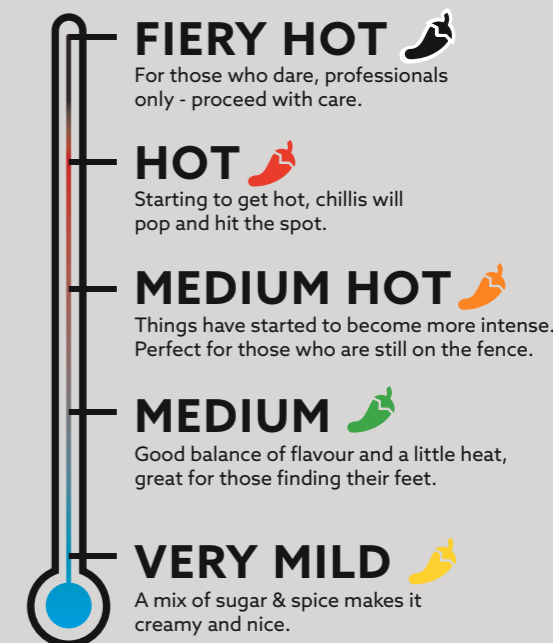 FIERY HOT
For those who dare, professionals
only - proceed with care.
HOT
Starting to get hot, chillis will
pop and hit the spot.
MEDIUM HOT
Things have started to become more intense.
Perfect for those who are still on the fence.
MEDIUM
Good balance of flavour and a little heat,
great for those finding their feet.
VERY MILD
A mix of sugar & spice makes it
creamy and nice.